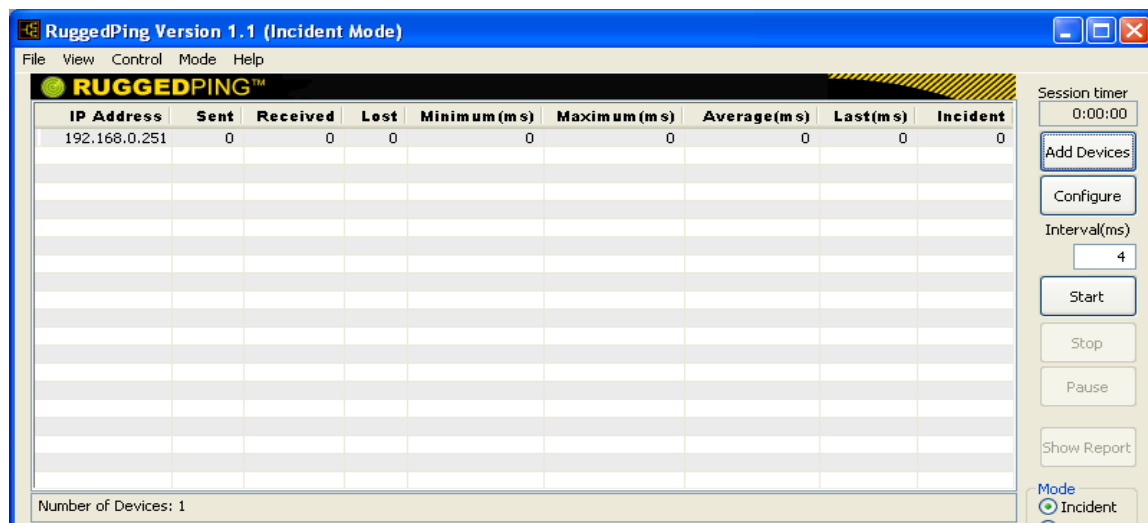 RuggedPing Version 1.1 (Incident Mode)
File View Control Mode Help
RUGGEDPING™
IP Address Sent Received Lost Minimum(ms) Maximum(ms) Average(ms) Last(ms) Incident
192.168.0.251 0 0 0 0 0 0 0 0
Number of Devices: 1
Session timer
0:00:00
Add Devices
Configure
Interval(ms)
4
Start
Stop
Pause
Show Report
Mode
Incident